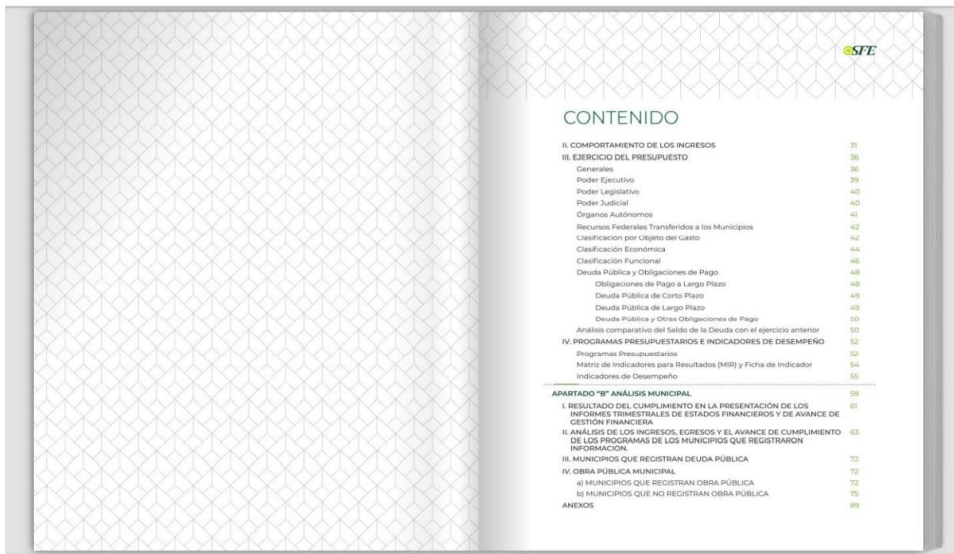 SFE
CONTENIDO
II. COMPORTAMIENTO DE LOS INGRESOS 31
III. EJERCICIO DEL PRESUPUESTO 36
Generales 36
Poder Ejecutivo 39
Poder Legislativo 40
Poder Judicial 40
Órganos Autónomos 41
Recursos Federales Transferidos a los Municipios 42
Clasificación por Objeto del Gasto 42
Clasificación Económica 44
Clasificación Funcional 46
Deuda Pública y Obligaciones de Pago 48
Obligaciones de Pago a Largo Plazo 48
Deuda Pública de Corto Plazo 49
Deuda Pública de Largo Plazo 49
Deuda Pública y Otras Obligaciones de Pago 50
Análisis comparativo del Saldo de la Deuda con el ejercicio anterior 50
IV. PROGRAMAS PRESUPUESTARIOS E INDICADORES DE DESEMPEÑO 52
Programas Presupuestarios 52
Matriz de Indicadores para Resultados (MIR) y Ficha de Indicador 54
Indicadores de Desempeño 55
APARTADO "B" ANÁLISIS MUNICIPAL 59
I. RESULTADO DEL CUMPLIMIENTO EN LA PRESENTACIÓN DE LOS 61
INFORMES TRIMESTRALES DE ESTADOS FINANCIEROS Y DE AVANCE DE
GESTIÓN FINANCIERA
II. ANÁLISIS DE LOS INGRESOS, EGRESOS Y EL AVANCE DE CUMPLIMIENTO 63
DE LOS PROGRAMAS DE LOS MUNICIPIOS QUE REGISTRARON
INFORMACION.
III. MUNICIPIOS QUE REGISTRAN DEUDA PÚBLICA 72
IV. OBRA PÚBLICA MUNICIPAL 72
a) MUNICIPIOS QUE REGISTRAN OBRA PÚBLICA 72
b) MUNICIPIOS QUE NO REGISTRAN OBRA PÚBLICA 75
ANEXOS 89